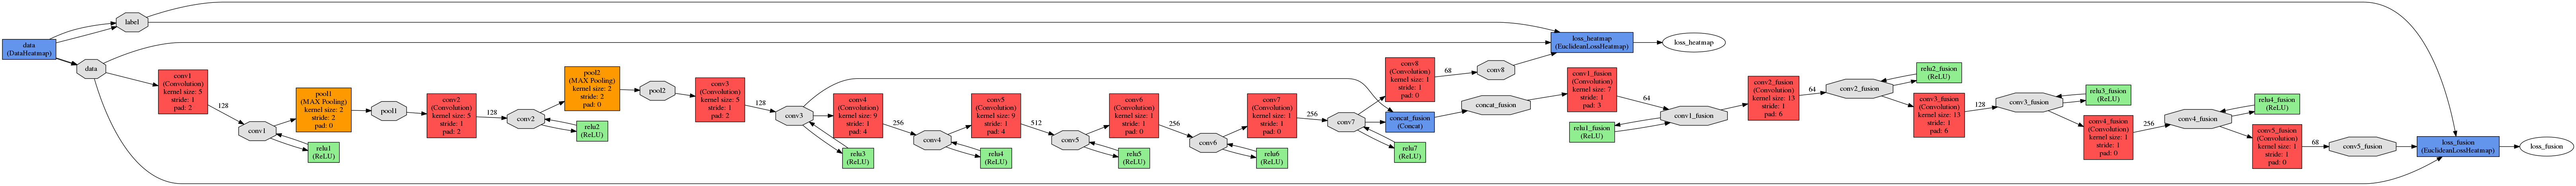 label
data
(DataHeatmap)
data
conv1
(Convolution)
kernel size: 5
stride: 1
pad: 2
128
conv1
relu1
(ReLU)
pool1
(MAX Pooling)
kernel size: 2
stride: 2
pad: 0
pool1
conv2
(Convolution)
kernel size: 5
stride: 1
pad: 2
128
conv2
relu2
(ReLU)
pool2
(MAX Pooling)
kernel size: 2
stride: 2
pad: 0
pool2
conv3
(Convolution)
kernel size: 5
stride: 1
pad: 2
128
conv3
relu3
(ReLU)
conv4
(Convolution)
kernel size: 9
stride: 1
pad: 4
256
conv4
relu4
(ReLU)
conv5
(Convolution)
kernel size: 9
stride: 1
pad: 4
512
conv5
relu5
(ReLU)
conv6
(Convolution)
kernel size: 1
stride: 1
pad: 0
256
conv6
relu6
(ReLU)
conv7
(Convolution)
kernel size: 1
stride: 1
pad: 0
256
conv7
relu7
(ReLU)
conv8
(Convolution)
kernel size: 1
stride: 1
pad: 0
68
conv8
loss_heatmap
(EuclideanLossHeatmap)
loss_heatmap
concat_fusion
(Concat)
concat_fusion
conv1_fusion
(Convolution)
kernel size: 7
stride: 1
pad: 3
64
conv1_fusion
relu1_fusion
(ReLU)
conv2_fusion
(Convolution)
kernel size: 13
stride: 1
pad: 6
64
conv2_fusion
relu2_fusion
(ReLU)
conv3_fusion
(Convolution)
kernel size: 13
stride: 1
pad: 6
128
conv3_fusion
relu3_fusion
(ReLU)
conv4_fusion
(Convolution)
kernel size: 1
stride: 1
pad: 0
256
conv4_fusion
relu4_fusion
(ReLU)
conv5_fusion
(Convolution)
kernel size: 1
stride: 1
pad: 0
68
conv5_fusion
loss_fusion
(EuclideanLossHeatmap)
loss_fusion